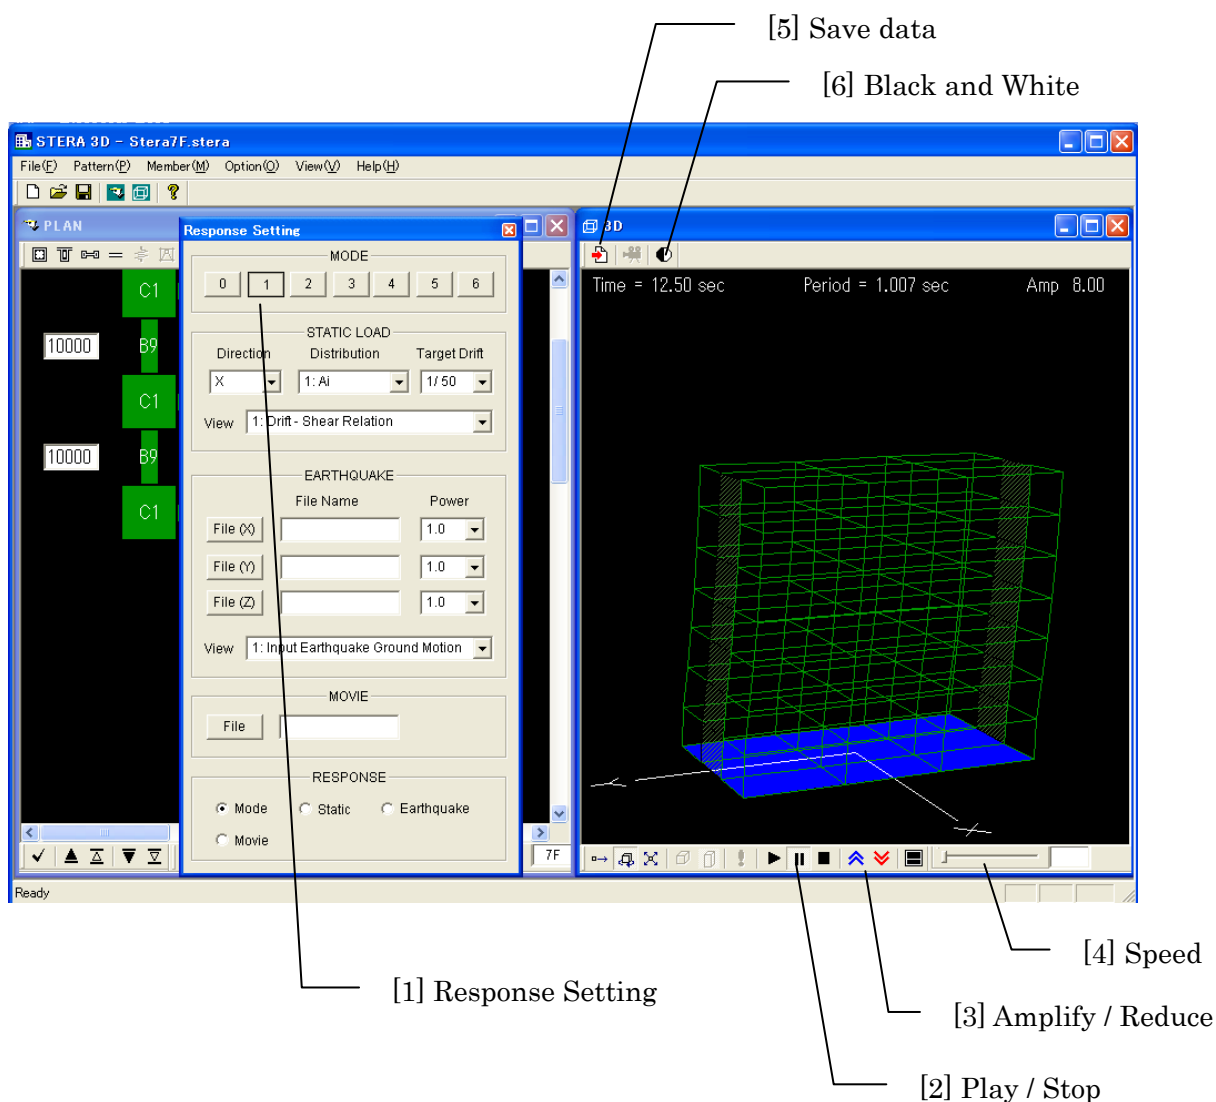 [5] Save data
[6] Black and White
STERA 3D - Stera7F.stera
File(F) Pattern(P) Member(M) Option(O) View(V) Help(H)
PLAN
Response Setting
3D
MODE
0 1 2 3 4 5 6
Time = 12.50 sec Period = 1.007 sec Amp 8.00
C1
STATIC LOAD
10000 B9
Direction Distribution Target Drift
X 1: Ai 1/ 50
C1
View 1: Drift - Shear Relation
10000 B9
EARTHQUAKE
File Name Power
C1
File (X) 1.0
File (Y) 1.0
File (Z) 1.0
View 1: Input Earthquake Ground Motion
MOVIE
File
RESPONSE
Mode Static Earthquake
Movie
7F
Ready
[4] Speed
[1] Response Setting
[3] Amplify / Reduce
[2] Play / Stop